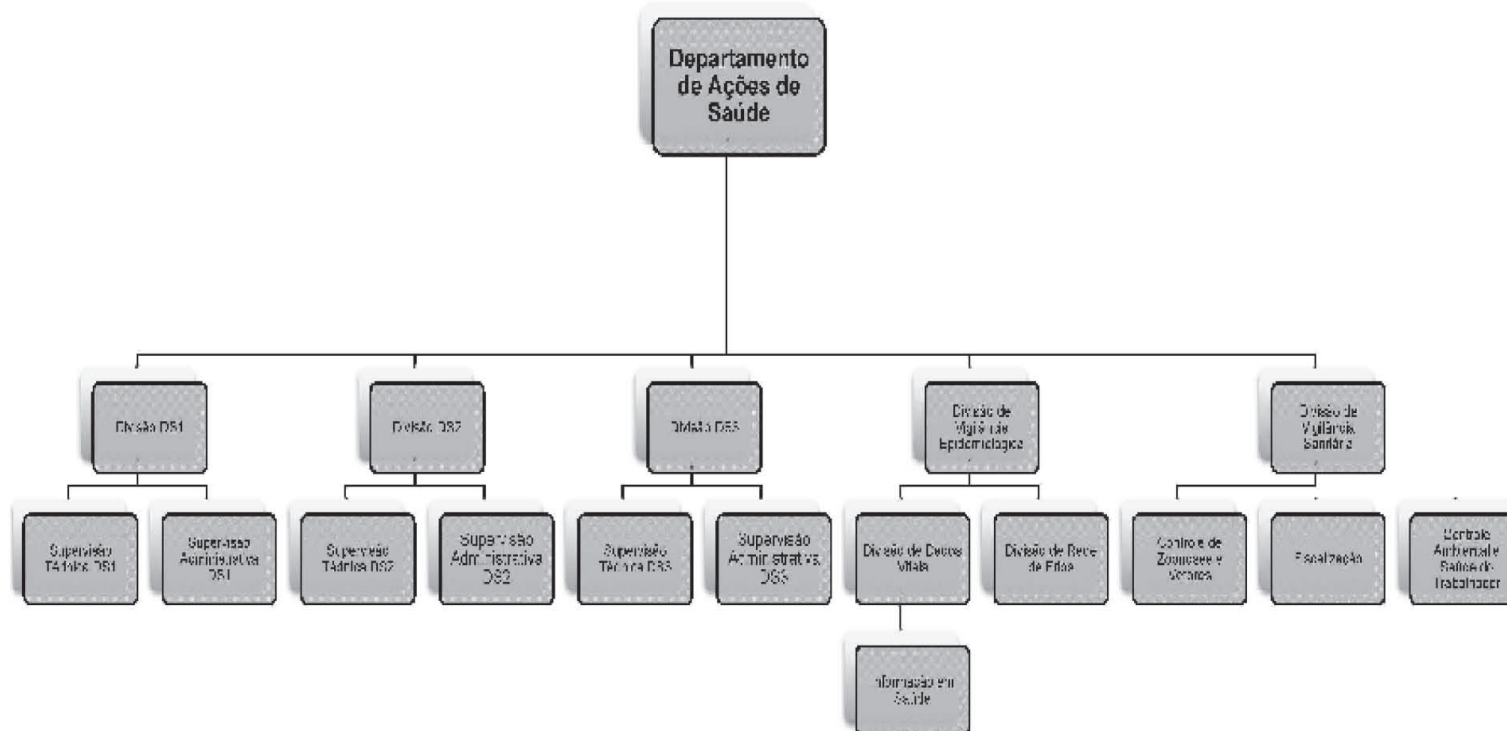 Departamento
de Ações de
Saúde
Divisão DS1
Divisão DS2
Divisão DS3
Divisão de
Vigilância
Epidemiológica
Divisão de
Vigilância
Sanitária
Supervisão
Técnica DS1
Supervisão
Administrativa
DS1
Supervisão
Técnica DS2
Supervisão
Administrativa
DS2
Supervisão
Técnica DS3
Supervisão
Administrativa
DS3
Divisão de Dados
Vitais
Divisão de Rede
de Frios
Controle de
Zoonoses e
Vetores
Fiscalização
Controle
Ambiental e
Saúde do
Trabalhador
Informação em
Saúde